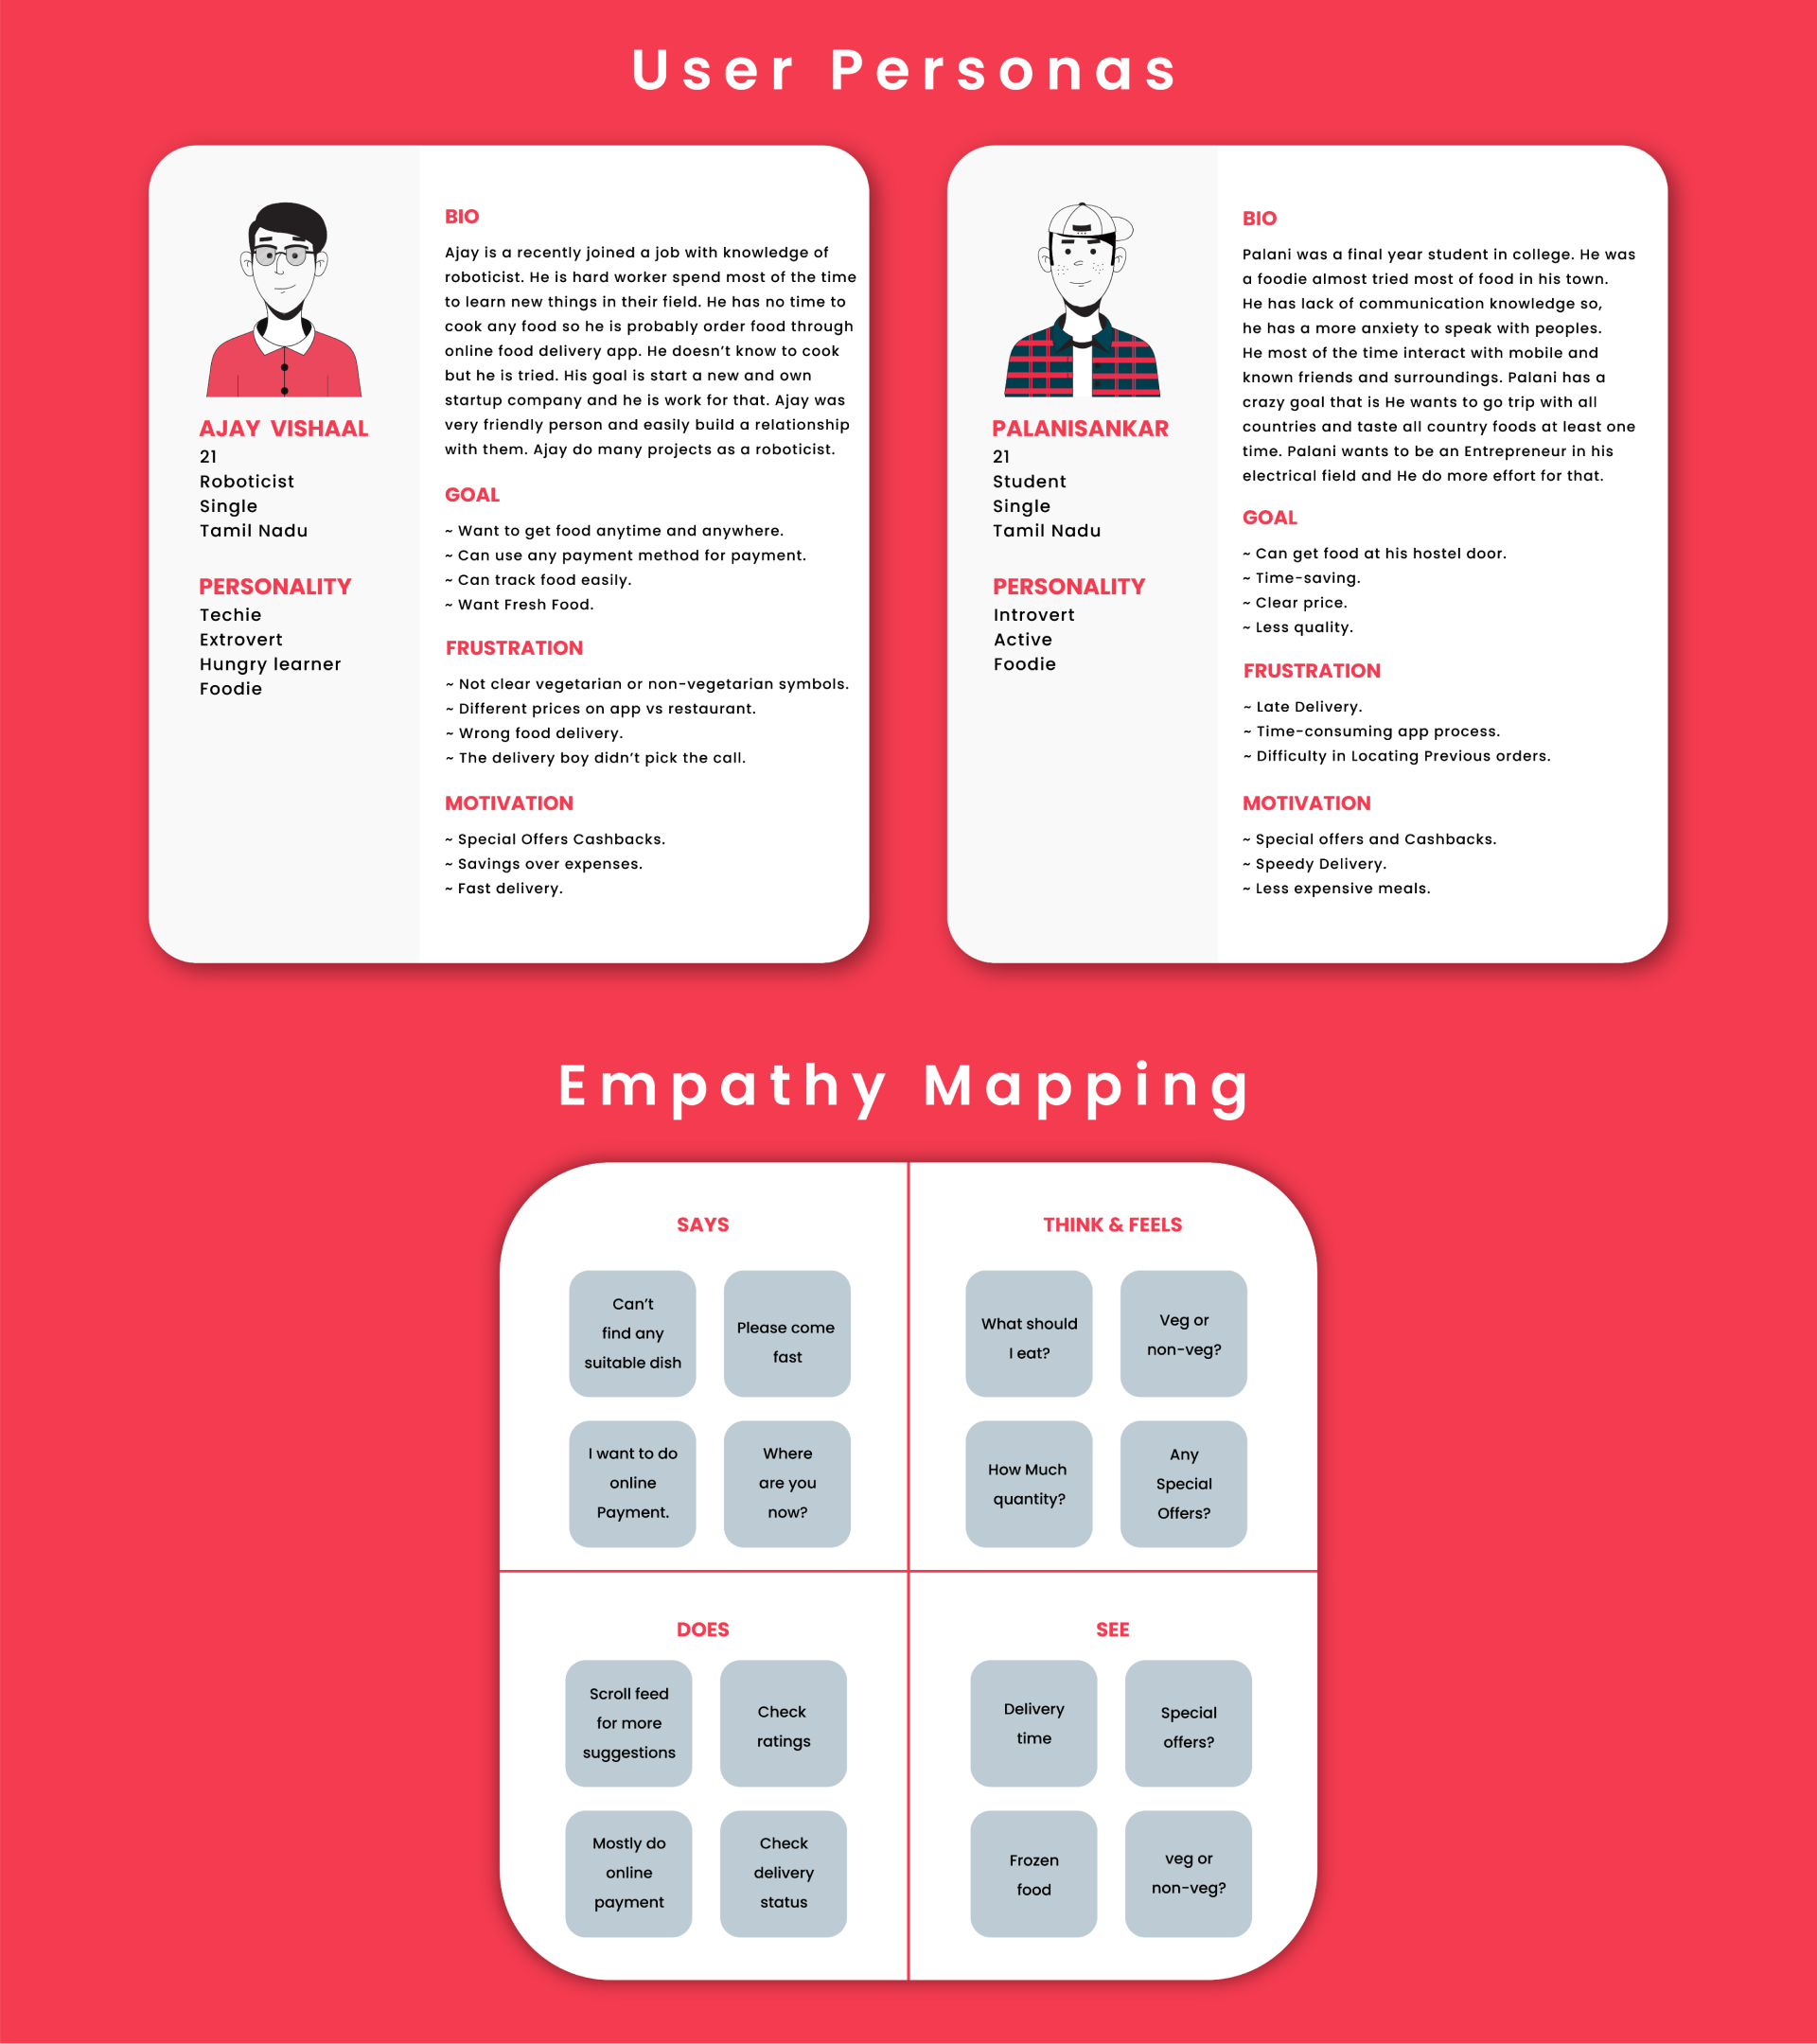 User Personas
AJAY VISHAAL
21
Roboticist
Single
Tamil Nadu
PERSONALITY
Techie
Extrovert
Hungry learner
Foodie
BIO
Ajay is a recently joined a job with knowledge of
roboticist. He is hard worker spend most of the time
to learn new things in their field. He has no time to
cook any food so he is probably order food through
online food delivery app. He doesn't know to cook
but he is tried. His goal is start a new and own
startup company and he is work for that. Ajay was
very friendly person and easily build a relationship
with them. Ajay do many projects as a roboticist.
GOAL
~ Want to get food anytime and anywhere.
~ Can use any payment method for payment.
~ Can track food easily.
~ Want Fresh Food.
FRUSTRATION
~ Not clear vegetarian or non-vegetarian symbols.
~ Different prices on app vs restaurant.
~ Wrong food delivery.
~ The delivery boy didn't pick the call.
MOTIVATION
~ Special Offers Cashbacks.
~ Savings over expenses.
~ Fast delivery.
PALANISANKAR
21
Student
Single
Tamil Nadu
PERSONALITY
Introvert
Active
Foodie
BIO
Palani was a final year student in college. He was
a foodie almost tried most of food in his town.
He has lack of communication knowledge so,
he has a more anxiety to speak with peoples.
He most of the time interact with mobile and
known friends and surroundings. Palani has a
crazy goal that is He wants to go trip with all
countries and taste all country foods at least one
time. Palani wants to be an Entrepreneur in his
electrical field and He do more effort for that.
GOAL
~ Can get food at his hostel door.
~ Time-saving.
~ Clear price.
~ Less quality.
FRUSTRATION
~ Late Delivery.
~ Time-consuming app process.
~ Difficulty in Locating Previous orders.
MOTIVATION
~ Special offers and Cashbacks.
~ Speedy Delivery.
~ Less expensive meals.
Empathy Mapping
SAYS
Can't
find any
suitable dish
Please come
fast
I want to do
online
Payment.
Where
are you
now?
THINK & FEELS
What should
I eat?
Veg or
non-veg?
How Much
quantity?
Any
Special
Offers?
DOES
Scroll feed
for more
suggestions
Check
ratings
Mostly do
online
payment
Check
delivery
status
SEE
Delivery
time
Special
offers?
Frozen
food
veg or
non-veg?